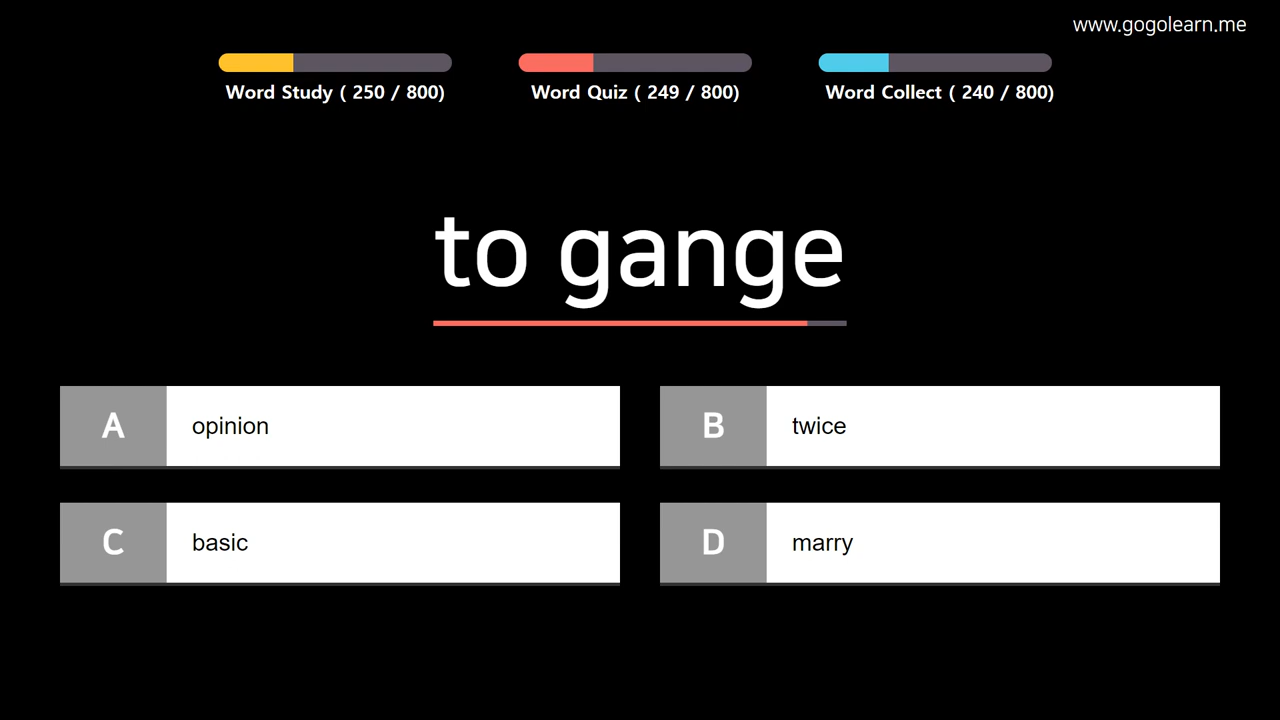 www.gogolearn.me
Word Study ( 250 / 800)
Word Quiz ( 249 / 800)
Word Collect ( 240 / 800)
to gange
A opinion
B twice
C basic
D marry